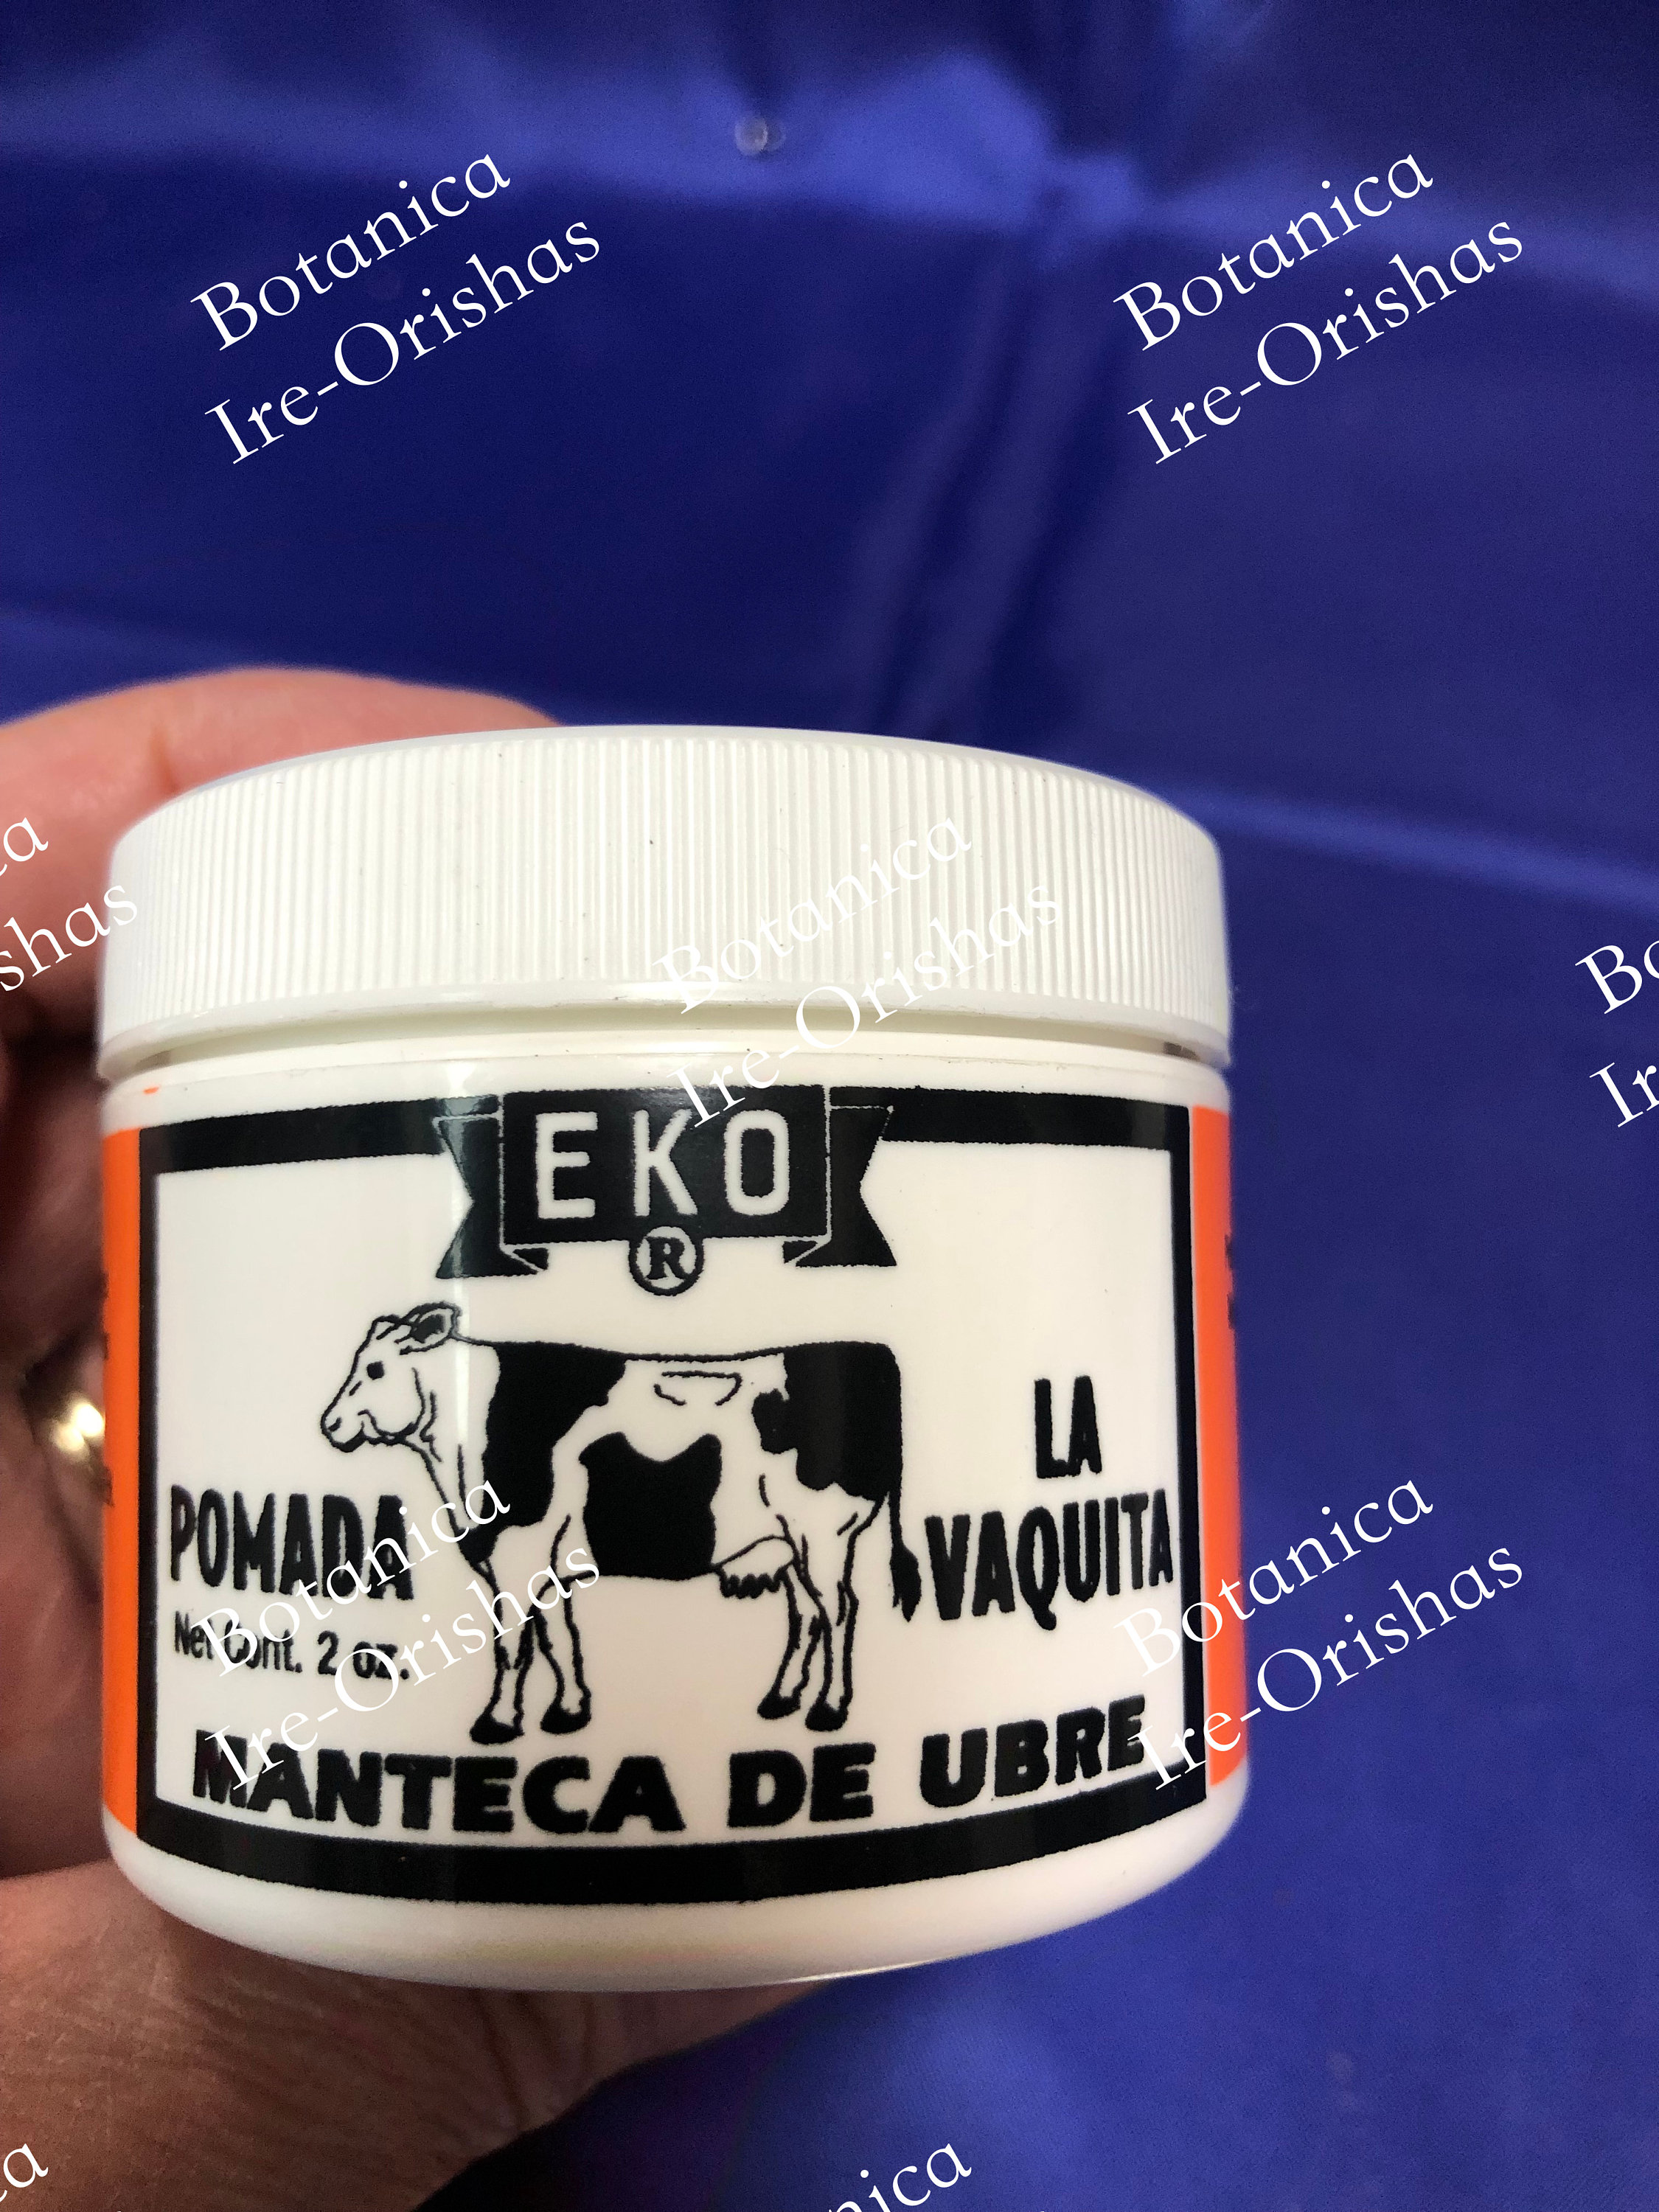 Botanica
Ire-Orishas
Botanica
Ire-Orishas
Botanica
Ire-Orishas
EKO
®
LA
VAQUITA
POMADA
Net Cont. 2 oz.
MANTECA DE UBRE
Botanica
Ire-Orishas
Botanica
Ire-Orishas